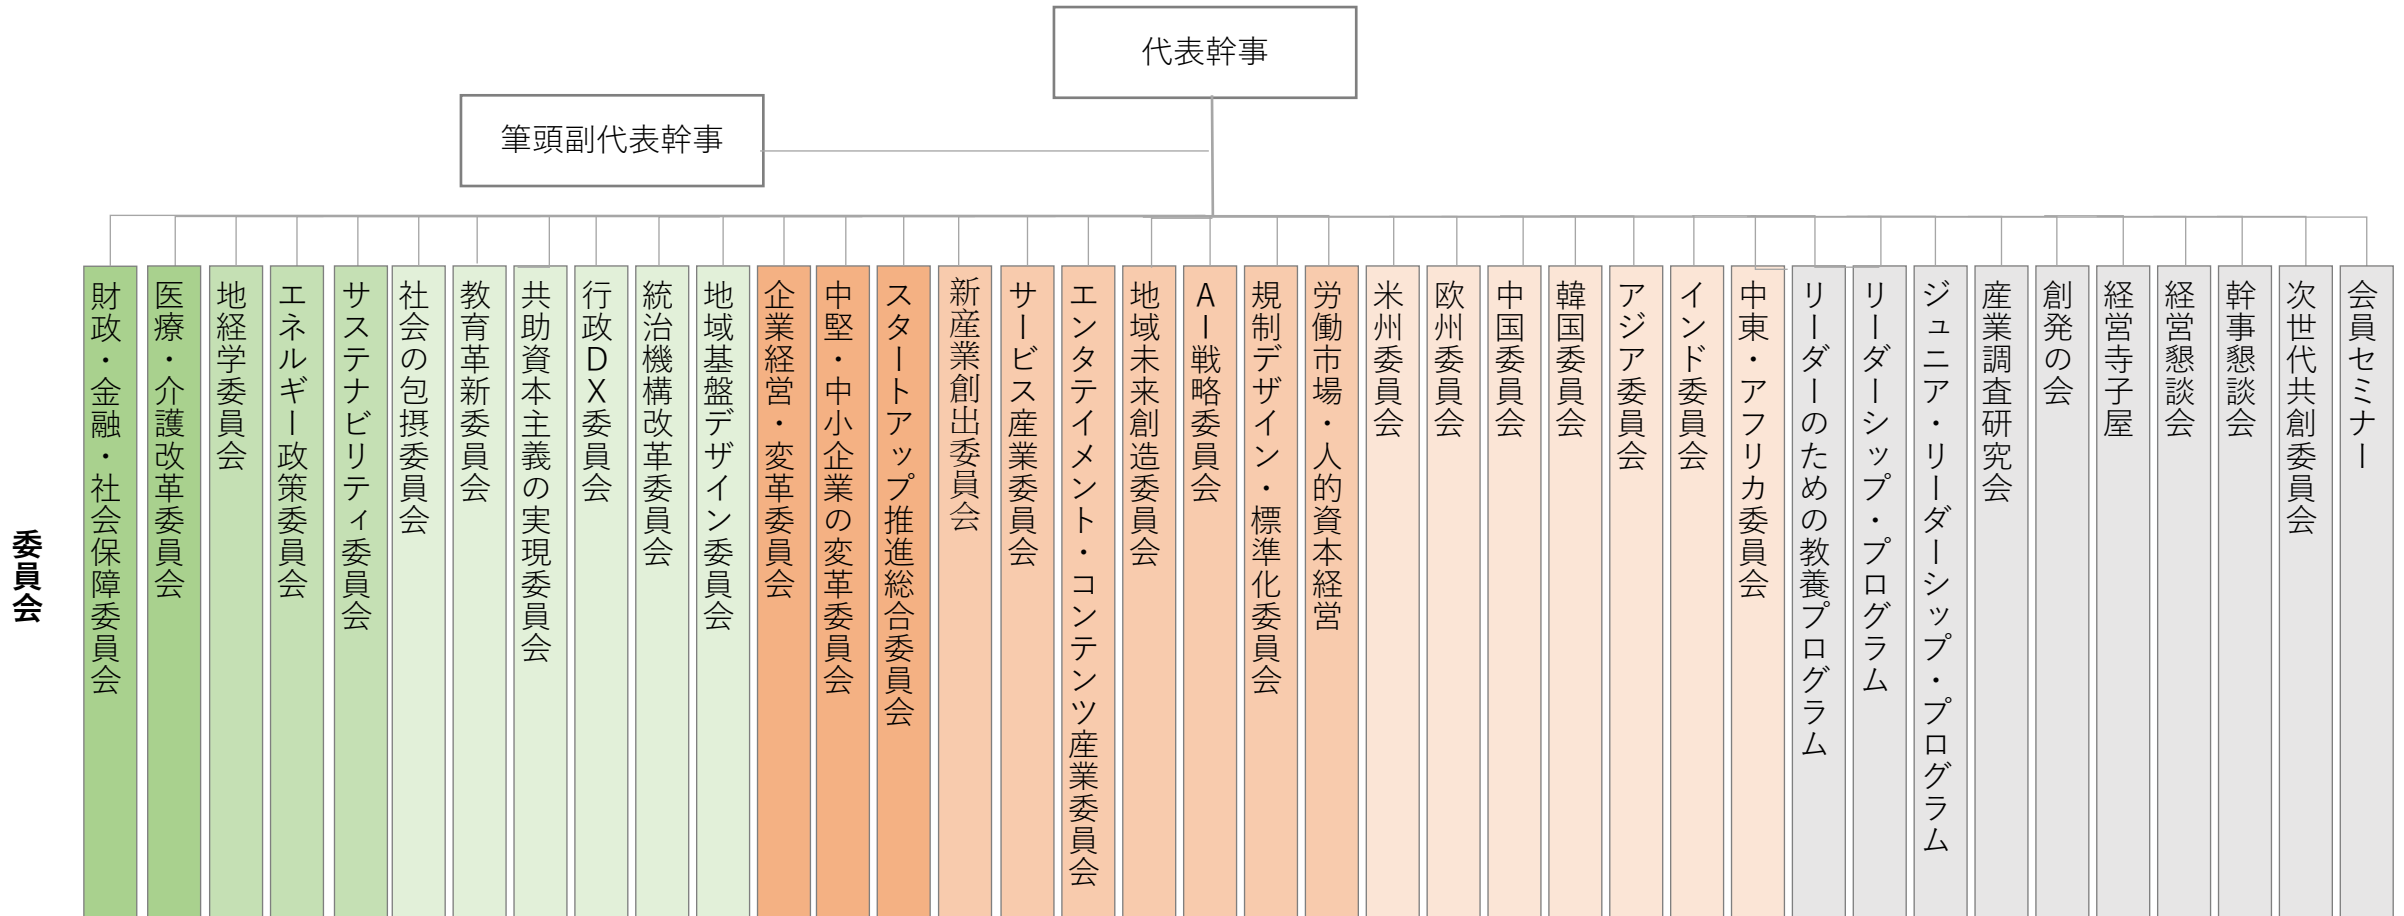 代表幹事
筆頭副代表幹事
委員会
財政・金融・社会保障委員会
医療・介護改革委員会
地経学委員会
エネルギー政策委員会
サステナビリティ委員会
社会の包摂委員会
教育革新委員会
共助資本主義の実現委員会
行政DX委員会
統治機構改革委員会
地域基盤デザイン委員会
企業経営・変革委員会
中堅・中小企業の変革委員会
スタートアップ推進総合委員会
新産業創出委員会
サービス産業委員会
エンタテイメント・コンテンツ産業委員会
地域未来創造委員会
AI戦略委員会
規制デザイン・標準化委員会
労働市場・人的資本経営
米州委員会
欧州委員会
中国委員会
韓国委員会
アジア委員会
インド委員会
中東・アフリカ委員会
リーダーのための教養プログラム
リーダーシップ・プログラム
ジュニア・リーダーシップ・プログラム
産業調査研究会
創発の会
経営寺子屋
経営懇談会
幹事懇談会
次世代共創委員会
会員セミナー